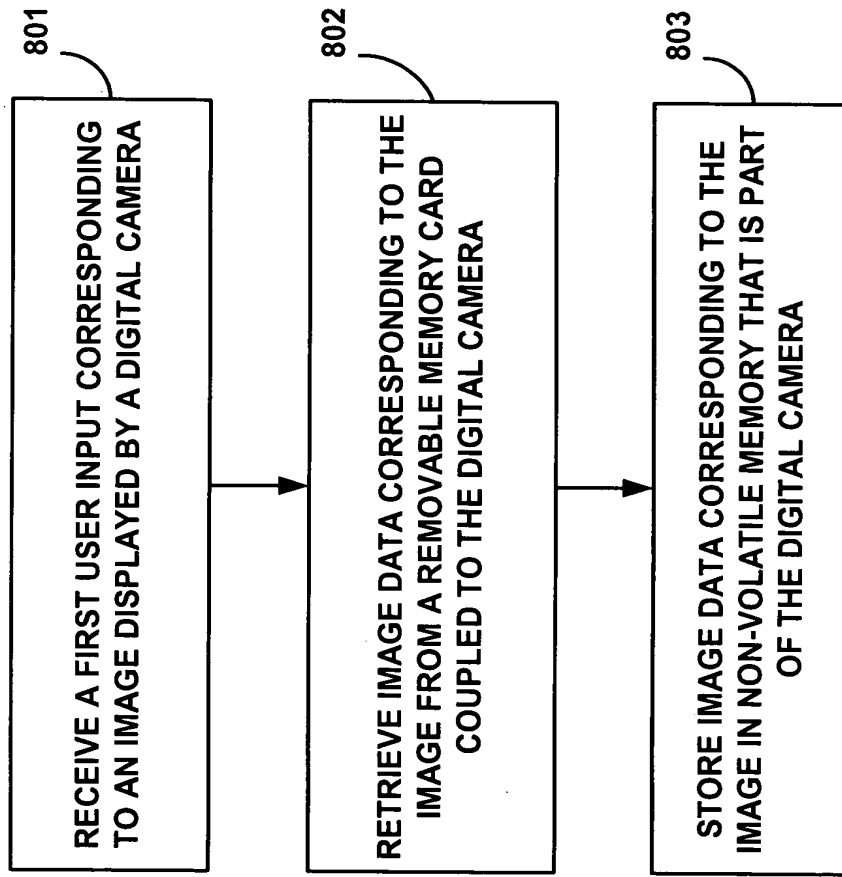 801
RECEIVE A FIRST USER INPUT CORRESPONDING
TO AN IMAGE DISPLAYED BY A DIGITAL CAMERA
802
RETRIEVE IMAGE DATA CORRESPONDING TO THE
IMAGE FROM A REMOVABLE MEMORY CARD
COUPLED TO THE DIGITAL CAMERA
803
STORE IMAGE DATA CORRESPONDING TO THE
IMAGE IN NON-VOLATILE MEMORY THAT IS PART
OF THE DIGITAL CAMERA